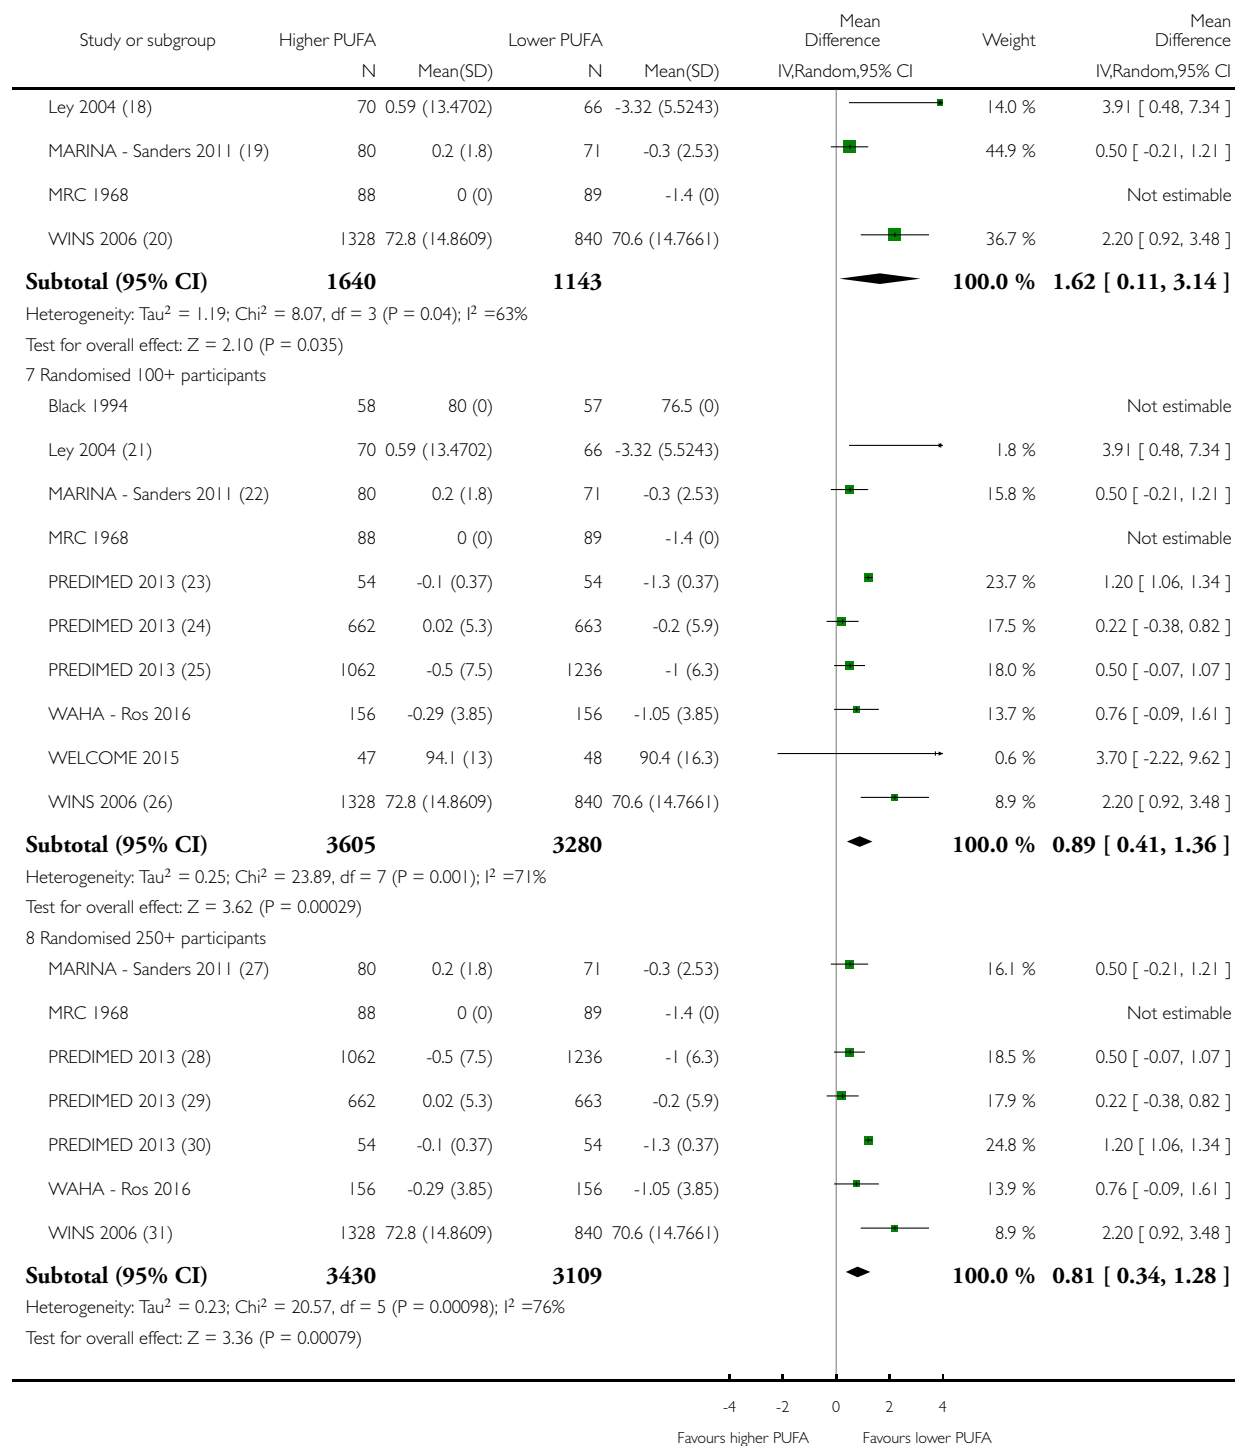 Study or subgroup Higher PUFA Lower PUFA Mean Difference Weight Mean Difference
N Mean(SD) N Mean(SD) IV,Random,95% CI IV,Random,95% CI
Ley 2004 (18) 70 0.59 (13.4702) 66 -3.32 (5.5243) 14.0 % 3.91 [ 0.48, 7.34 ]
MARINA - Sanders 2011 (19) 80 0.2 (1.8) 71 -0.3 (2.53) 44.9 % 0.50 [ -0.21, 1.21 ]
MRC 1968 88 0 (0) 89 -1.4 (0) Not estimable
WINS 2006 (20) 1328 72.8 (14.8609) 840 70.6 (14.7661) 36.7 % 2.20 [ 0.92, 3.48 ]
Subtotal (95% CI) 1640 1143 100.0 % 1.62 [ 0.11, 3.14 ]
Heterogeneity: Tau² = 1.19; Chi² = 8.07, df = 3 (P = 0.04); I² =63%
Test for overall effect: Z = 2.10 (P = 0.035)
7 Randomised 100+ participants
Black 1994 58 80 (0) 57 76.5 (0) Not estimable
Ley 2004 (21) 70 0.59 (13.4702) 66 -3.32 (5.5243) 1.8 % 3.91 [ 0.48, 7.34 ]
MARINA - Sanders 2011 (22) 80 0.2 (1.8) 71 -0.3 (2.53) 15.8 % 0.50 [ -0.21, 1.21 ]
MRC 1968 88 0 (0) 89 -1.4 (0) Not estimable
PREDIMED 2013 (23) 54 -0.1 (0.37) 54 -1.3 (0.37) 23.7 % 1.20 [ 1.06, 1.34 ]
PREDIMED 2013 (24) 662 0.02 (5.3) 663 -0.2 (5.9) 17.5 % 0.22 [ -0.38, 0.82 ]
PREDIMED 2013 (25) 1062 -0.5 (7.5) 1236 -1 (6.3) 18.0 % 0.50 [ -0.07, 1.07 ]
WAHA - Ros 2016 156 -0.29 (3.85) 156 -1.05 (3.85) 13.7 % 0.76 [ -0.09, 1.61 ]
WELCOME 2015 47 94.1 (13) 48 90.4 (16.3) 0.6 % 3.70 [ -2.22, 9.62 ]
WINS 2006 (26) 1328 72.8 (14.8609) 840 70.6 (14.7661) 8.9 % 2.20 [ 0.92, 3.48 ]
Subtotal (95% CI) 3605 3280 100.0 % 0.89 [ 0.41, 1.36 ]
Heterogeneity: Tau² = 0.25; Chi² = 23.89, df = 7 (P = 0.001); I² =71%
Test for overall effect: Z = 3.62 (P = 0.00029)
8 Randomised 250+ participants
MARINA - Sanders 2011 (27) 80 0.2 (1.8) 71 -0.3 (2.53) 16.1 % 0.50 [ -0.21, 1.21 ]
MRC 1968 88 0 (0) 89 -1.4 (0) Not estimable
PREDIMED 2013 (28) 1062 -0.5 (7.5) 1236 -1 (6.3) 18.5 % 0.50 [ -0.07, 1.07 ]
PREDIMED 2013 (29) 662 0.02 (5.3) 663 -0.2 (5.9) 17.9 % 0.22 [ -0.38, 0.82 ]
PREDIMED 2013 (30) 54 -0.1 (0.37) 54 -1.3 (0.37) 24.8 % 1.20 [ 1.06, 1.34 ]
WAHA - Ros 2016 156 -0.29 (3.85) 156 -1.05 (3.85) 13.9 % 0.76 [ -0.09, 1.61 ]
WINS 2006 (31) 1328 72.8 (14.8609) 840 70.6 (14.7661) 8.9 % 2.20 [ 0.92, 3.48 ]
Subtotal (95% CI) 3430 3109 100.0 % 0.81 [ 0.34, 1.28 ]
Heterogeneity: Tau² = 0.23; Chi² = 20.57, df = 5 (P = 0.00098); I² =76%
Test for overall effect: Z = 3.36 (P = 0.00079)
-4 -2 0 2 4
Favours higher PUFA Favours lower PUFA